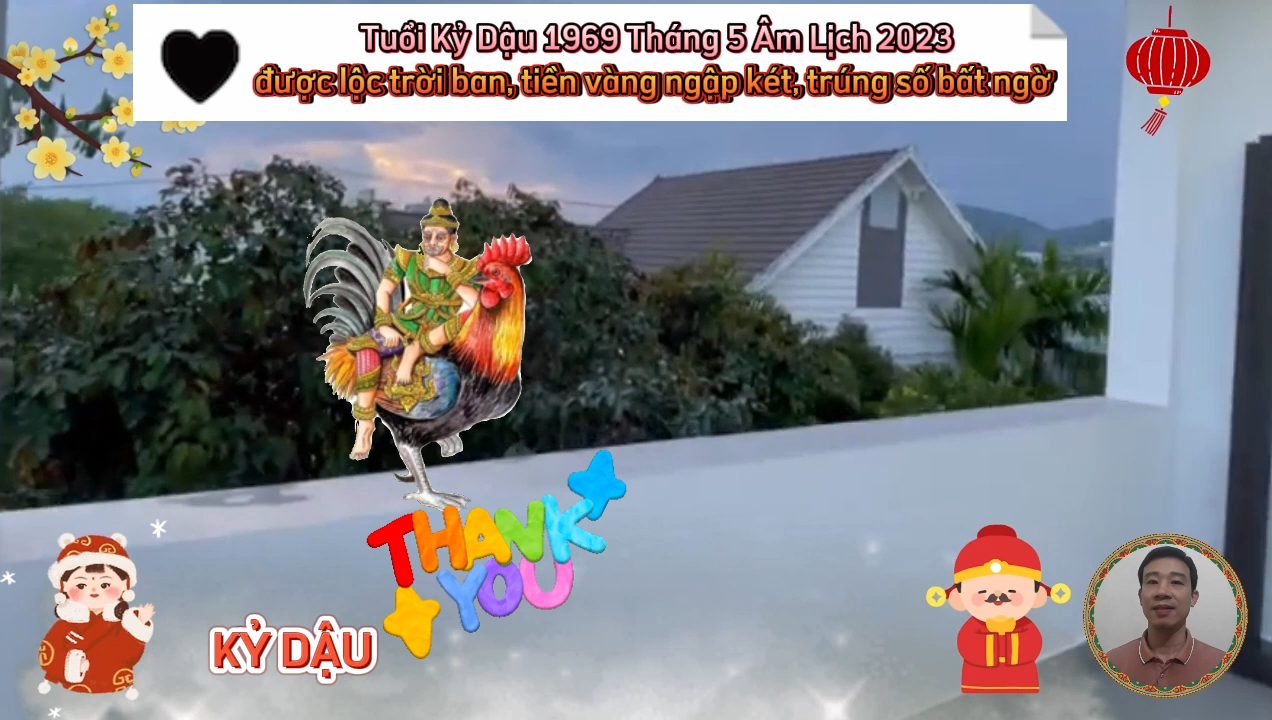 Tuổi Kỷ Dậu 1969 Tháng 5 Âm Lịch 2023
được lộc trời ban, tiền vàng ngập két, trúng số bất ngờ
THANK
YOU
KỶ DẬU